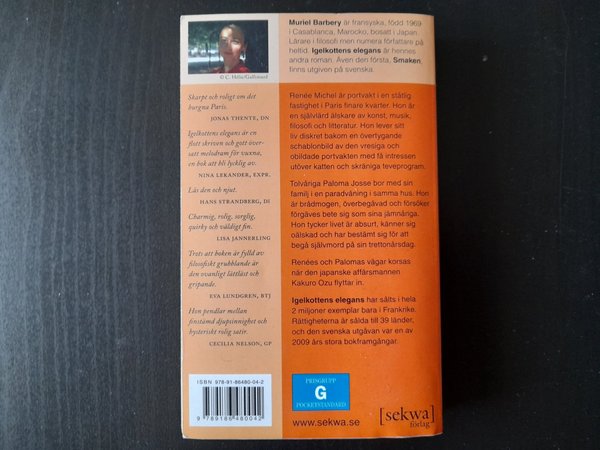 Muriel Barbery är fransyska, född 1969
i Casablanca, Marocko, bosatt i Japan.
Lärare i filosofi men numera författare på
heltid. Igelkottens elegans är hennes
andra roman. Även den första, Smaken,
finns utgiven på svenska.
© C. Hélie/Gallimard
Skarpt och roligt om det
burgna Paris.
JONAS THENTE, DN
Igelkottens elegans är en
flott skriven och gott över-
satt melodram för vuxna,
en bok att bli lycklig av.
NINA LEKANDER, EXPR.
Läs den och njut.
HANS STRANDBERG, DI
Charmig, rolig, sorglig,
quirky och väldigt fin.
LISA JANNERLING
Trots att boken är fylld av
filosofiskt grubblande är
den ovanligt lättläst och
gripande.
EVA LUNDGREN, BTJ
Hon pendlar mellan
finstämd djupsinnighet och
hysteriskt rolig satir.
CECILIA NELSON, GP
Renée Michel är portvakt i en ståtlig
fastighet i Paris finare kvarter. Hon är
en självlärd älskare av konst, musik,
filosofi och litteratur. Hon lever sitt
liv diskret bakom en övertygande
schablonbild av den vresiga och
obildade portvakten med få intressen
utöver katten och skräniga teveprogram.
Tolvåriga Paloma Josse bor med sin
familj i en paradvåning i samma hus. Hon
är brådmogen, överbegåvad och försöker
förgäves bete sig som sina jämnåriga.
Hon tycker livet är absurt, känner sig
oälskad och har bestämt sig för att
begå självmord på sin trettonårsdag.
Renées och Palomas vägar korsas
när den japanske affärsmannen
Kakuro Ozu flyttar in.
Igelkottens elegans har sålts i hela
2 miljoner exemplar bara i Frankrike.
Rättigheterna är sålda till 39 länder,
och den svenska utgåvan var en av
2009 års stora bokframgångar.
ISBN 978-91-86480-04-2
9 789186 480042
PRISGRUPP
G
POCKETSTANDARD
www.sekwa.se
[sekwa]
förlag